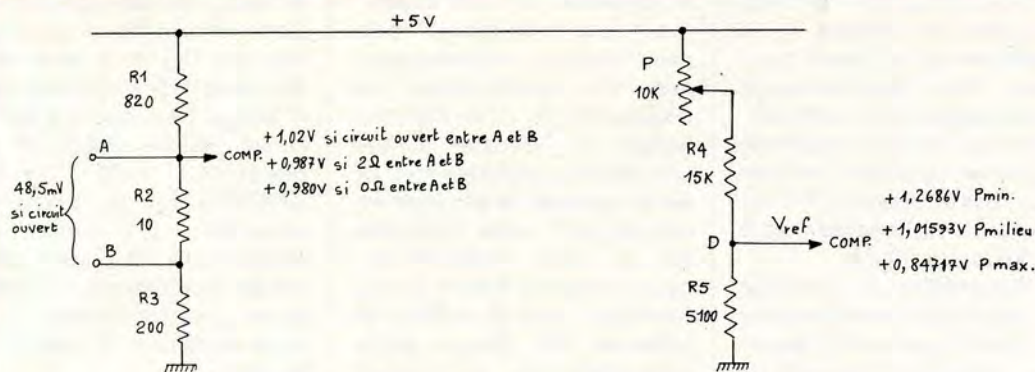 +5V
R1
820
A
+1,02V si circuit ouvert entre A et B
COMP. +0,987V si 2Ω entre A et B
+0,980V si 0Ω entre A et B
48,5mV
si circuit
ouvert
R2
10
B
R3
200
P
10K
R4
15K
D
Vref.
COMP.
+1,2686V Pmin.
+1,01593V Pmilieu
+0,84717V Pmax.
R5
5100